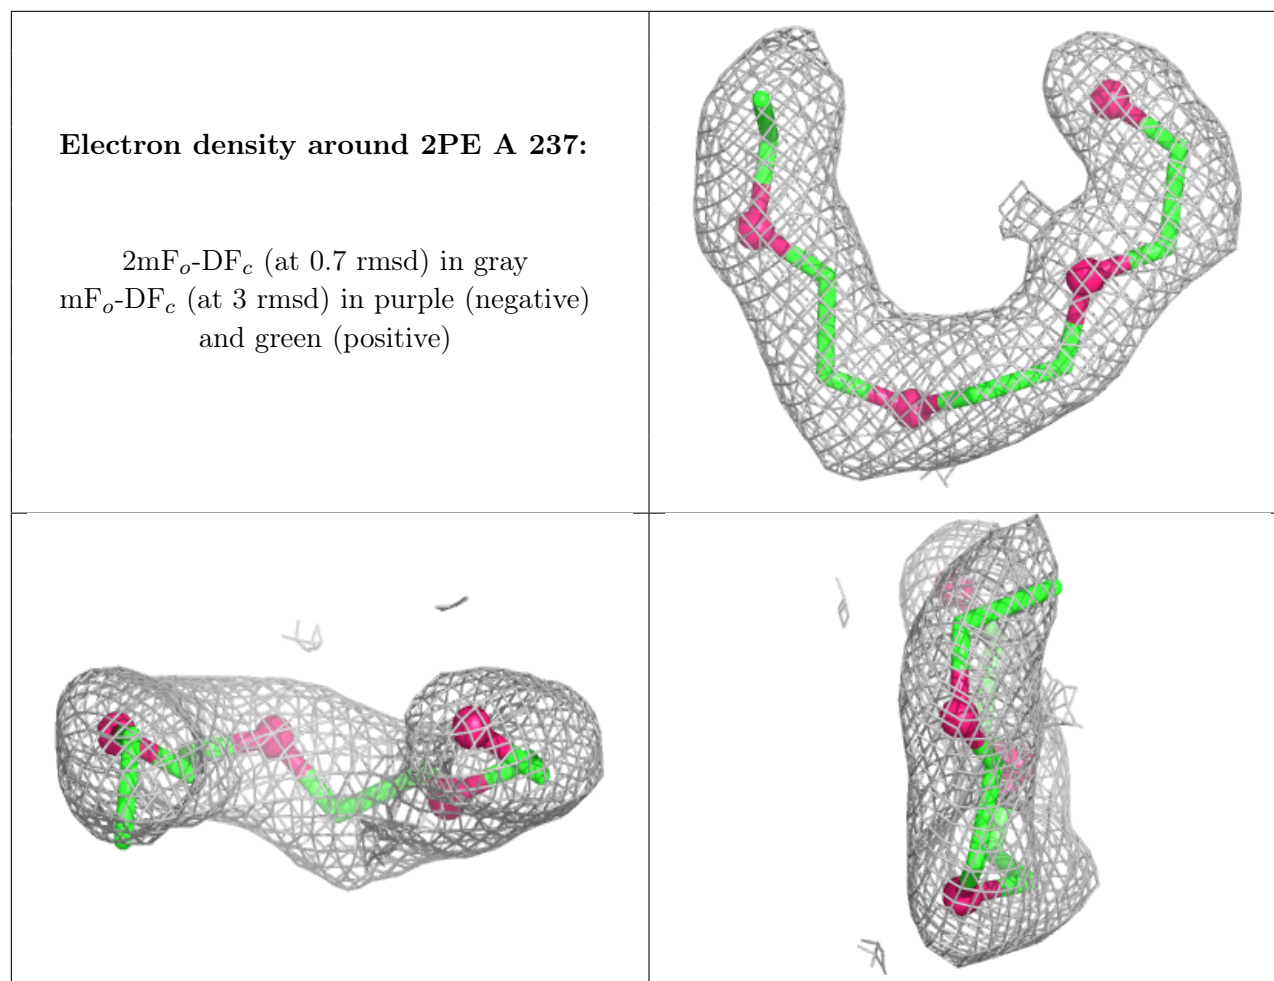 Electron density around 2PE A 237:
2mFo-DFc (at 0.7 rmsd) in gray
mFo-DFc (at 3 rmsd) in purple (negative)
and green (positive)